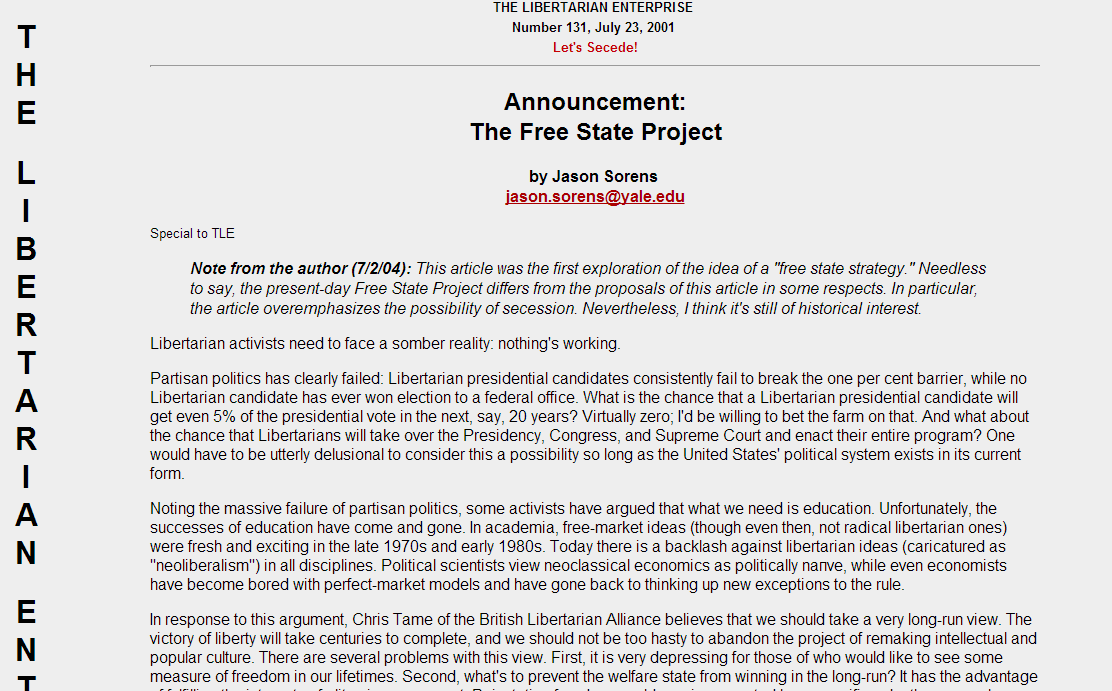 THE LIBERTARIAN ENTERPRISE
Number 131, July 23, 2001
Let's Secede!
Announcement:
The Free State Project
by Jason Sorens
jason.sorens@yale.edu
Special to TLE
Note from the author (7/2/04): This article was the first exploration of the idea of a "free state strategy." Needless
to say, the present-day Free State Project differs from the proposals of this article in some respects. In particular,
the article overemphasizes the possibility of secession. Nevertheless, I think it's still of historical interest.
Libertarian activists need to face a somber reality: nothing's working.
Partisan politics has clearly failed: Libertarian presidential candidates consistently fail to break the one per cent barrier, while no
Libertarian candidate has ever won election to a federal office. What is the chance that a Libertarian presidential candidate will
get even 5% of the presidential vote in the next, say, 20 years? Virtually zero; I'd be willing to bet the farm on that. And what about
the chance that Libertarians will take over the Presidency, Congress, and Supreme Court and enact their entire program? One
would have to be utterly delusional to consider this a possibility so long as the United States' political system exists in its current
form.
Noting the massive failure of partisan politics, some activists have argued that what we need is education. Unfortunately, the
successes of education have come and gone. In academia, free-market ideas (though even then, not radical libertarian ones)
were fresh and exciting in the late 1970s and early 1980s. Today there is a backlash against libertarian ideas (caricatured as
"neoliberalism") in all disciplines. Political scientists view neoclassical economics as politically naпve, while even economists
have become bored with perfect-market models and have gone back to thinking up new exceptions to the rule.
In response to this argument, Chris Tame of the British Libertarian Alliance believes that we should take a very long-run view. The
victory of liberty will take centuries to complete, and we should not be too hasty to abandon the project of remaking intellectual and
popular culture. There are several problems with this view. First, it is very depressing for those of who would like to see some
measure of freedom in our lifetimes. Second, what's to prevent the welfare state from winning in the long-run? It has the advantage
T
H
E
L
I
B
E
R
T
A
R
I
A
N
E
N
T